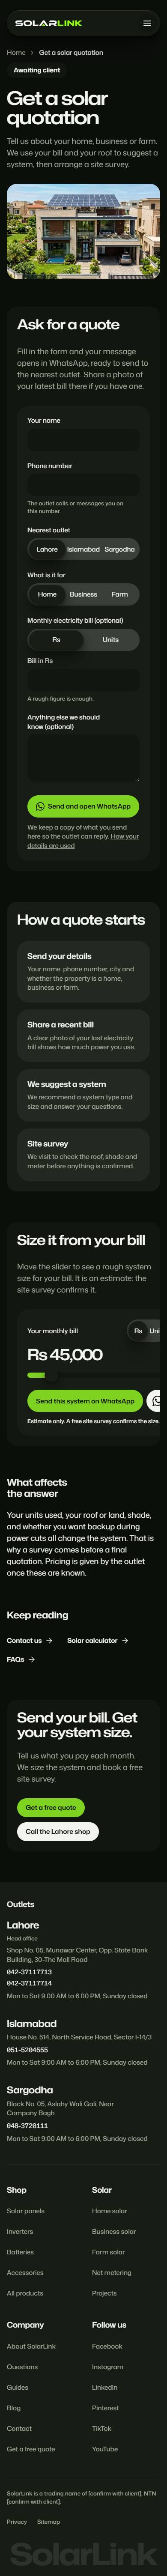 SOLARLINK
Home > Get a solar quotation
Awaiting client
Get a solar
quotation
Tell us about your home, business or farm.
We use your bill and your roof to suggest a
system, then arrange a site survey.
Ask for a quote
Fill in the form and your message
opens in WhatsApp, ready to send to
the nearest outlet. Share a photo of
your latest bill there if you have one.
Your name
Phone number
The outlet calls or messages you on
this number.
Nearest outlet
Lahore Islamabad Sargodha
What is it for
Home Business Farm
Monthly electricity bill (optional)
Rs Units
Bill in Rs
A rough figure is enough.
Anything else we should
know (optional)
Send and open WhatsApp
We keep a copy of what you send
here so the outlet can reply. How your
details are used
How a quote starts
Send your details
Your name, phone number, city and
whether the property is a home,
business or farm.
Share a recent bill
A clear photo of your last electricity
bill shows how much power you use.
We suggest a system
We recommend a system type and
size and answer your questions.
Site survey
We visit to check the roof, shade and
meter before anything is confirmed.
Size it from your bill
Move the slider to see a rough system
size for your bill. It is an estimate: the
site survey confirms it.
Your monthly bill
Rs Uni
Rs 45,000
Send this system on WhatsApp
Estimate only. A free site survey confirms the size.
What affects
the answer
Your units used, your roof or land, shade,
and whether you want backup during
power cuts all change the system. That is
why a survey comes before a final
quotation. Pricing is given by the outlet
once these are known.
Keep reading
Contact us → Solar calculator →
FAQs →
Send your bill. Get
your system size.
Tell us what you pay each month.
We size the system and book a free
site survey.
Get a free quote
Call the Lahore shop
Outlets
Lahore
Head office
Shop No. 05, Munawar Center, Opp. State Bank
Building, 30-The Mall Road
042-37117713
042-37117714
Mon to Sat 9:00 AM to 6:00 PM, Sunday closed
Islamabad
House No. 514, North Service Road, Sector I-14/3
051-5204555
Mon to Sat 9:00 AM to 6:00 PM, Sunday closed
Sargodha
Block No. 05, Aslahy Wali Gali, Near
Company Bagh
048-3720111
Mon to Sat 9:00 AM to 6:00 PM, Sunday closed
Shop
Solar panels
Inverters
Batteries
Accessories
All products
Solar
Home solar
Business solar
Farm solar
Net metering
Projects
Company
About SolarLink
Questions
Guides
Blog
Contact
Get a free quote
Follow us
Facebook
Instagram
LinkedIn
Pinterest
TikTok
YouTube
SolarLink is a trading name of [confirm with client]. NTN
[confirm with client].
Privacy Sitemap
SolarLink